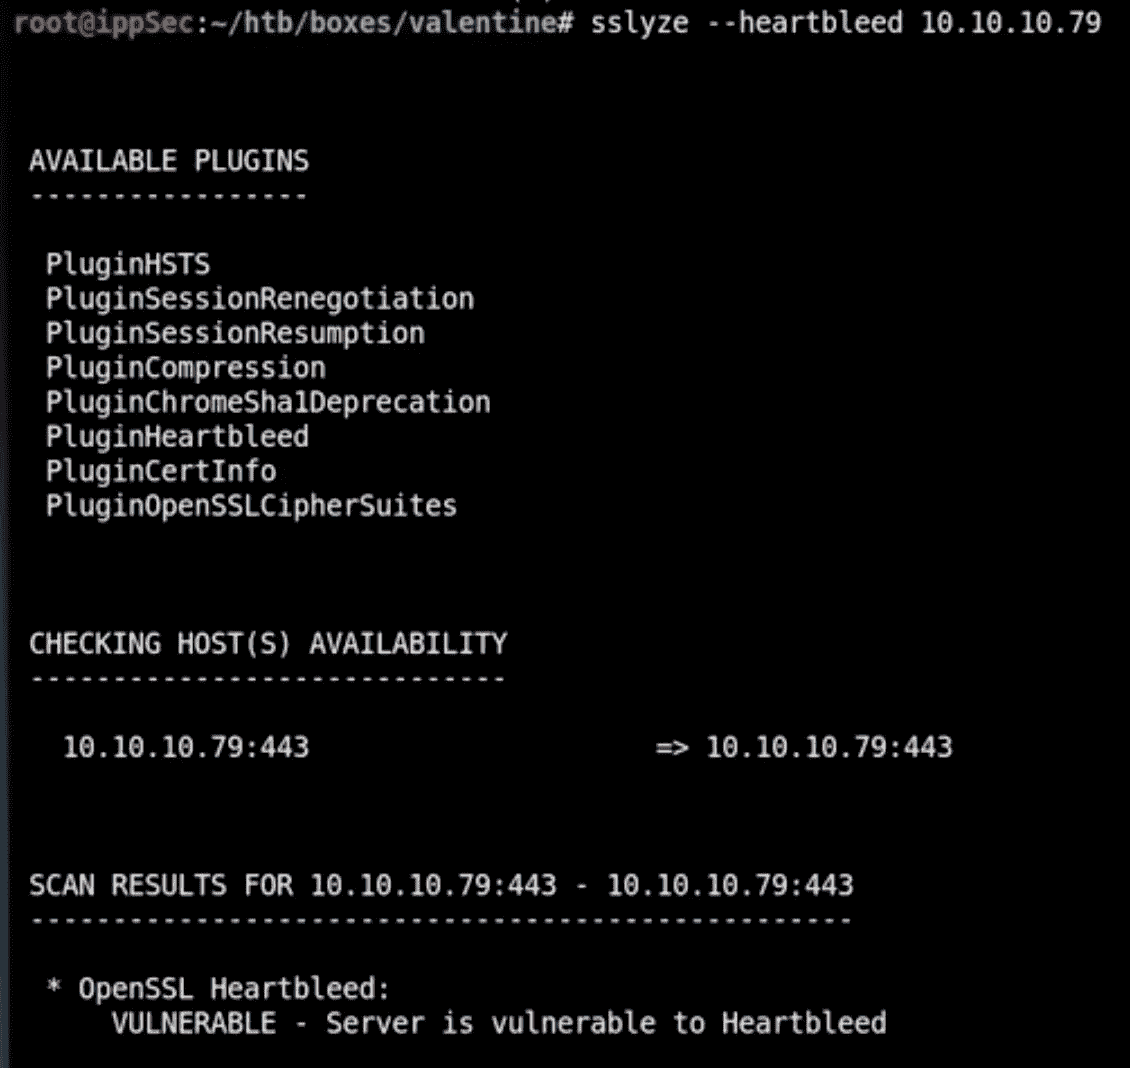 root@ippSec:~/htb/boxes/valentine# sslyze --heartbleed 10.10.10.79
AVAILABLE PLUGINS
-----------------
PluginHSTS
PluginSessionRenegotiation
PluginSessionResumption
PluginCompression
PluginChromeSha1Deprecation
PluginHeartbleed
PluginCertInfo
PluginOpenSSLCipherSuites
CHECKING HOST(S) AVAILABILITY
-----------------------------
10.10.10.79:443 => 10.10.10.79:443
SCAN RESULTS FOR 10.10.10.79:443 - 10.10.10.79:443
--------------------------------------------------
* OpenSSL Heartbleed:
VULNERABLE - Server is vulnerable to Heartbleed